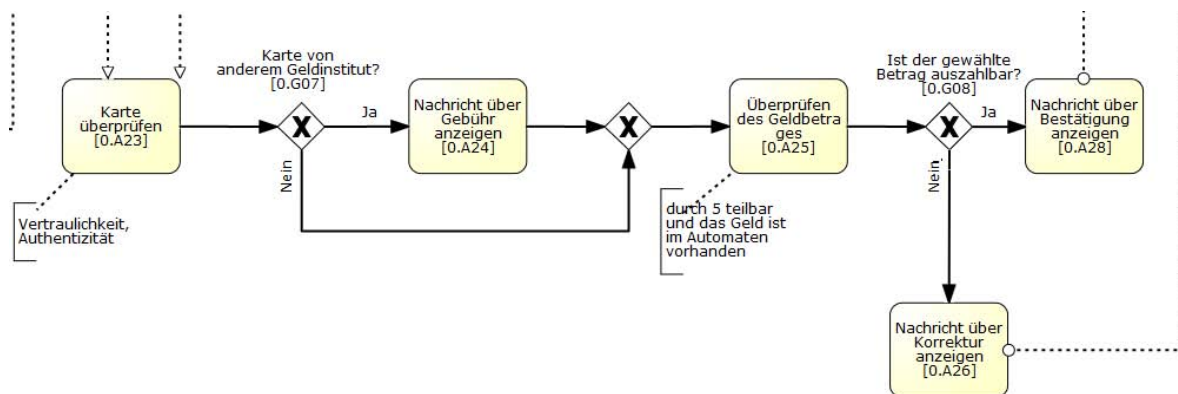 Karte
überprüfen
[0.A23]
Vertraulichkeit,
Authentizität
Karte von
anderem Geldinstitut?
[0.G07]
Ja
Nein
Nachricht über
Gebühr
anzeigen
[0.A24]
Überprüfen
des Geldbetra
ges
[0.A25]
durch 5 teilbar
und das Geld ist
im Automaten
vorhanden
Ist der gewählte
Betrag auszahlbar?
[0.G08]
Ja
Nein
Nachricht über
Bestätigung
anzeigen
[0.A28]
Nachricht über
Korrektur
anzeigen
[0.A26]